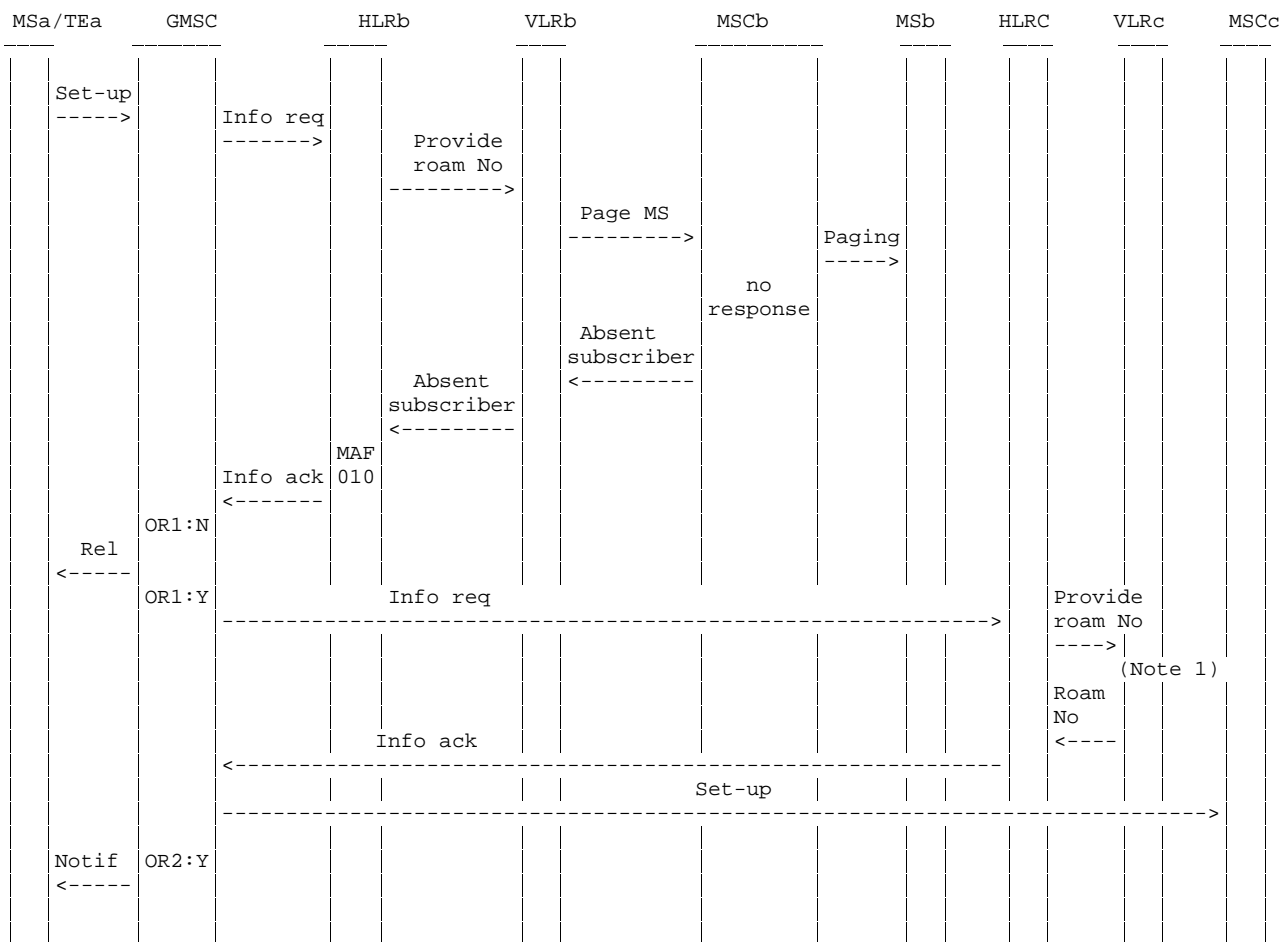 MSa/TEa GMSC HLRb VLRb MSCb MSb HLRC VLRc MSCc
Set-up
-----> Info req
-------> Provide
roam No
--------->
Page MS
---------> Paging
----->
no
response
Absent
subscriber
Absent <---------
subscriber
<---------
MAF
Info ack 010
<-------
OR1:N
Rel
<-----
OR1:Y Info req Provide
------------------------------------------------------------> roam No
---->
(Note 1)
Roam
No
Info ack <----
<------------------------------------------------------------
Set-up
----------------------------------------------------------------------------->
Notif OR2:Y
<-----